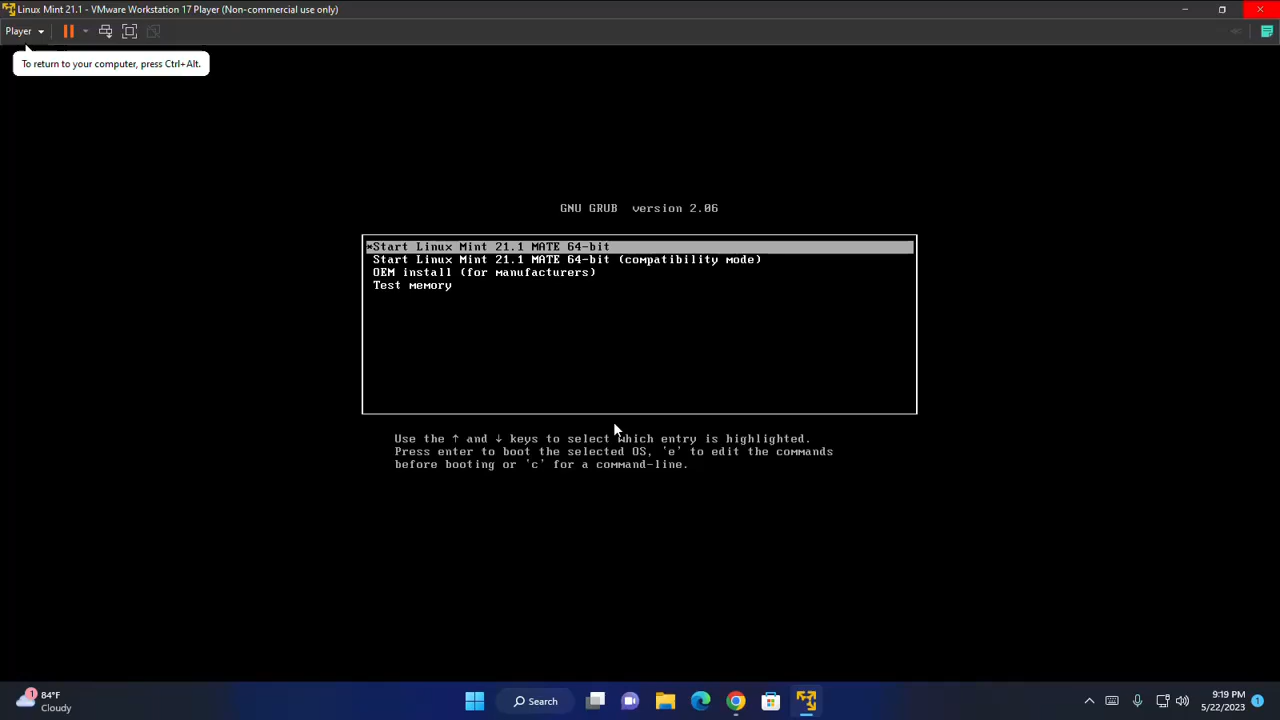 Linux Mint 21.1 - VMware Workstation 17 Player (Non-commercial use only)
Player
To return to your computer, press Ctrl+Alt.
GNU GRUB version 2.06
*Start Linux Mint 21.1 MATE 64-bit
Start Linux Mint 21.1 MATE 64-bit (compatibility mode)
OEM install (for manufacturers)
Test memory
Use the ↑ and ↓ keys to select which entry is highlighted.
Press enter to boot the selected OS, 'e' to edit the commands
before booting or 'c' for a command-line.
1
84°F
Cloudy
Search
9:19 PM
5/22/2023
1